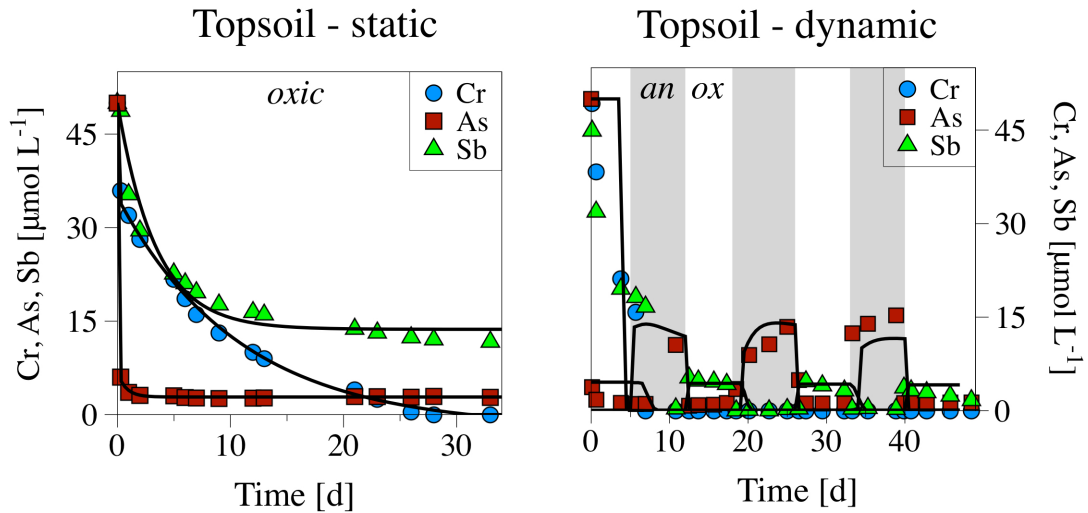 Topsoil - static
Topsoil - dynamic
oxic
Cr
As
Sb
an ox
Cr
As
Sb
Cr, As, Sb [µmol L⁻¹]
45
30
15
0
0
10
20
30
Time [d]
45
30
15
0
Cr, As, Sb [µmol L⁻¹]
0
10
20
30
40
Time [d]